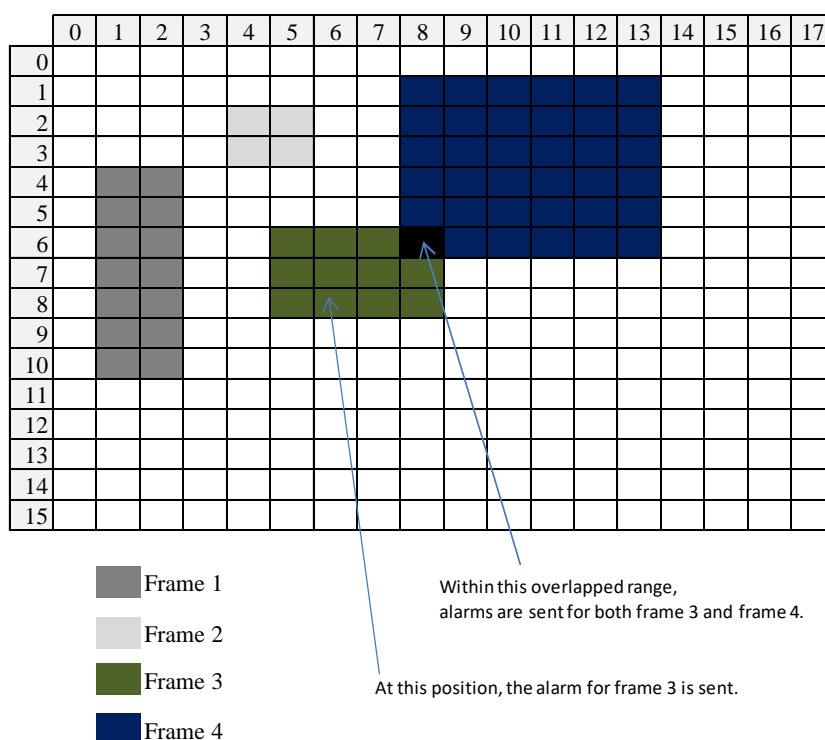 0 1 2 3 4 5 6 7 8 9 10 11 12 13 14 15 16 17
0
1
2
3
4
5
6
7
8
9
10
11
12
13
14
15
Frame 1
Frame 2
Frame 3
Frame 4
Within this overlapped range,
alarms are sent for both frame 3 and frame 4.
At this position, the alarm for frame 3 is sent.